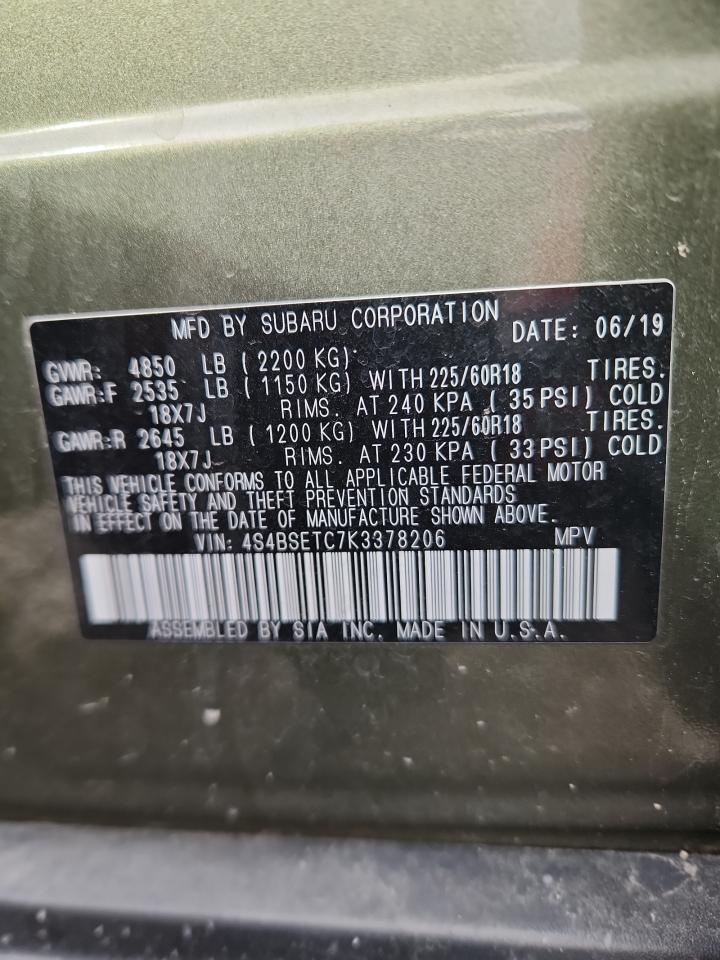 MFD BY SUBARU CORPORATION DATE: 06/19
GVWR: 4850 LB ( 2200 KG)
GAWR:F 2535 LB ( 1150 KG) WITH 225/60R18 TIRES.
18X7J RIMS. AT 240 KPA ( 35 PSI) COLD
GAWR:R 2645 LB ( 1200 KG) WITH 225/60R18 TIRES.
18X7J RIMS. AT 230 KPA ( 33 PSI) COLD
THIS VEHICLE CONFORMS TO ALL APPLICABLE FEDERAL MOTOR
VEHICLE SAFETY AND THEFT PREVENTION STANDARDS
IN EFFECT ON THE DATE OF MANUFACTURE SHOWN ABOVE.
VIN: 4S4BSETC7K3378206 MPV
ASSEMBLED BY SIA INC. MADE IN U.S.A.